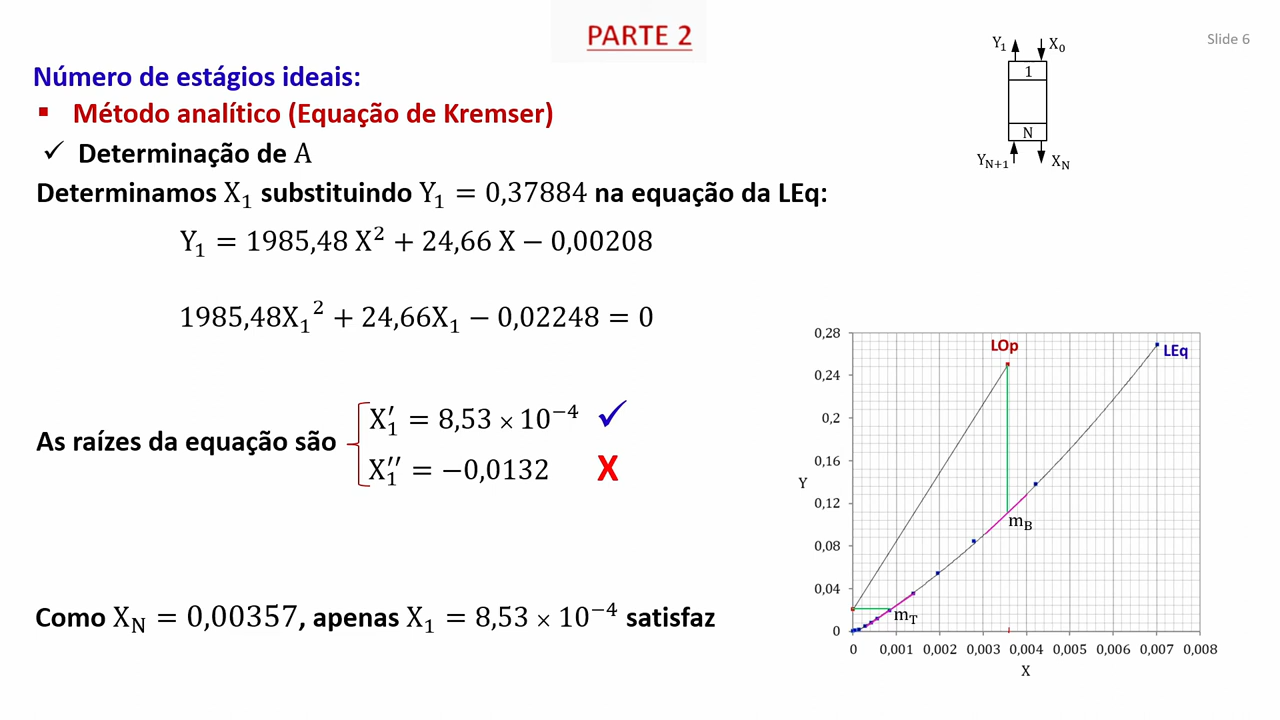 PARTE 2
Slide 6
Número de estágios ideais:
▪ Método analítico (Equação de Kremser)
✓ Determinação de A
Determinamos X₁ substituindo Y₁ = 0,37884 na equação da LEq:
Y₁ = 1985,48 X² + 24,66 X − 0,00208
1985,48X₁² + 24,66X₁ − 0,02248 = 0
As raízes da equação são
X₁′ = 8,53 × 10⁻⁴ ✓
X₁′′ = −0,0132 X
Como X_N = 0,00357, apenas X₁ = 8,53 × 10⁻⁴ satisfaz
Y₁ X₀
1
N
Y_N+1 X_N
0,28
LOp
LEq
0,24
0,2
0,16
Y
0,12
m_B
0,08
0,04
m_T
0
0 0,001 0,002 0,003 0,004 0,005 0,006 0,007 0,008
X